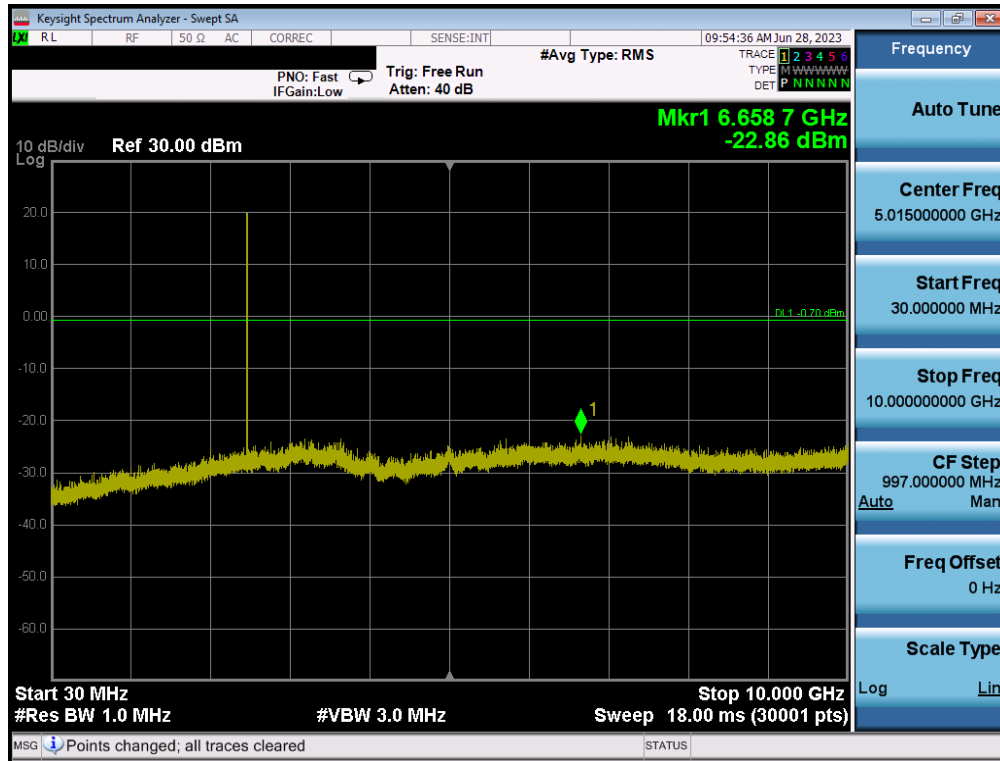 Keysight Spectrum Analyzer - Swept SA
LXI RL RF 50 Ω AC CORREC SENSE:INT 09:54:36 AM Jun 28, 2023
#Avg Type: RMS TRACE 1 2 3 4 5 6
PNO: Fast Trig: Free Run TYPE M W W W W W
IFGain:Low Atten: 40 dB DET P N N N N N
Mkr1 6.658 7 GHz
-22.86 dBm
10 dB/div Ref 30.00 dBm
Log
20.0
10.0
0.00
DL1 -0.70 dBm
-10.0
-20.0
1
-30.0
-40.0
-50.0
-60.0
Start 30 MHz Stop 10.000 GHz
#Res BW 1.0 MHz #VBW 3.0 MHz Sweep 18.00 ms (30001 pts)
MSG Points changed; all traces cleared STATUS
Frequency
Auto Tune
Center Freq
5.015000000 GHz
Start Freq
30.000000 MHz
Stop Freq
10.000000000 GHz
CF Step
997.000000 MHz
Auto Man
Freq Offset
0 Hz
Scale Type
Log Lin